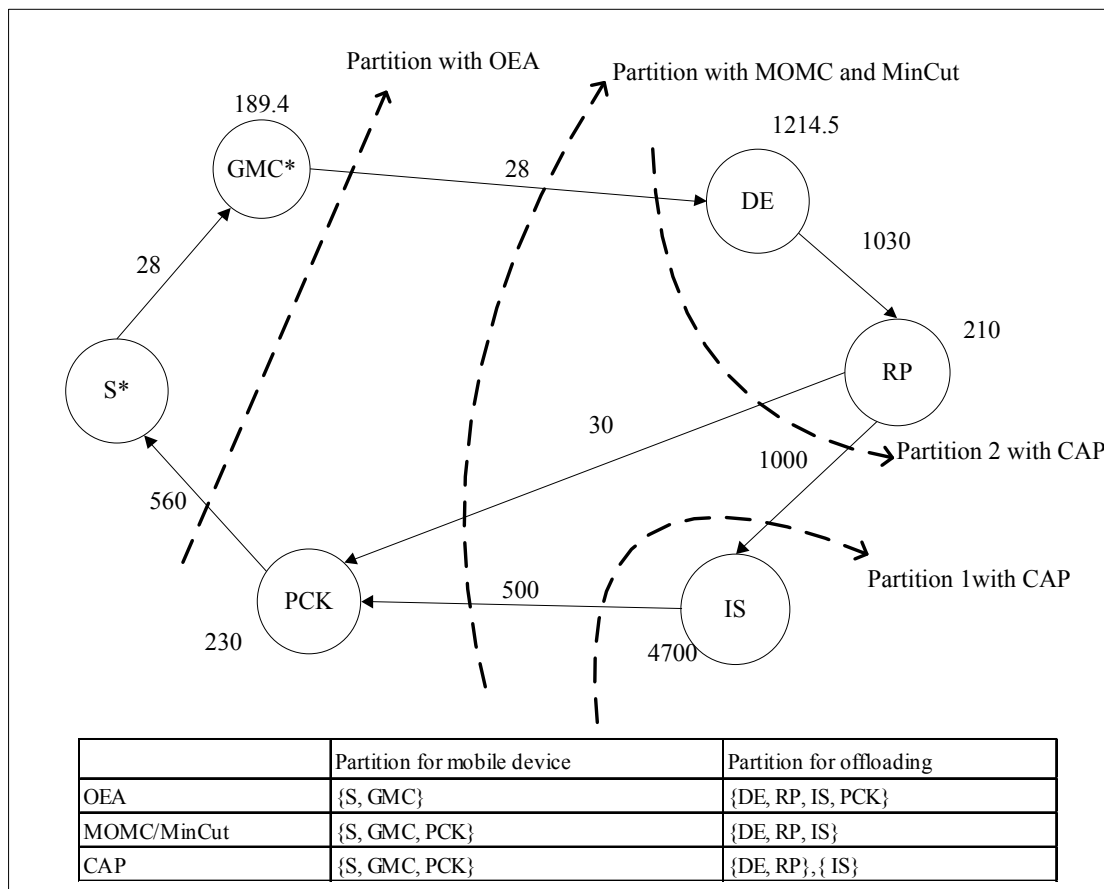 Partition with OEA
Partition with MOMC and MinCut
189.4
1214.5
GMC*
28
DE
1030
28
210
S*
RP
30
Partition 2 with CAP
1000
560
Partition 1with CAP
PCK
500
IS
230
4700
Partition for mobile device Partition for offloading
OEA {S, GMC} {DE, RP, IS, PCK}
MOMC/MinCut {S, GMC, PCK} {DE, RP, IS}
CAP {S, GMC, PCK} {DE, RP},{ IS}